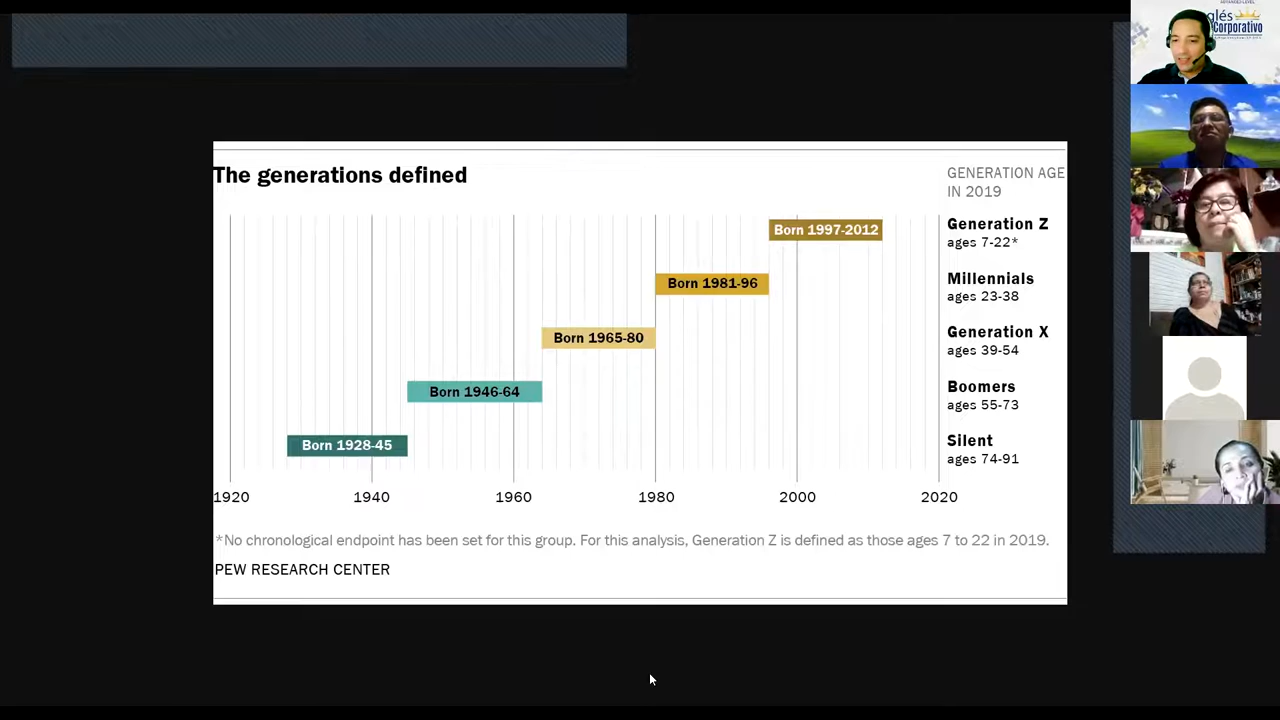 The generations defined
GENERATION AGE
IN 2019
Born 1997-2012
Generation Z
ages 7-22*
Born 1981-96
Millennials
ages 23-38
Born 1965-80
Generation X
ages 39-54
Born 1946-64
Boomers
ages 55-73
Born 1928-45
Silent
ages 74-91
1920 1940 1960 1980 2000 2020
*No chronological endpoint has been set for this group. For this analysis, Generation Z is defined as those ages 7 to 22 in 2019.
PEW RESEARCH CENTER
glés
Corporativo